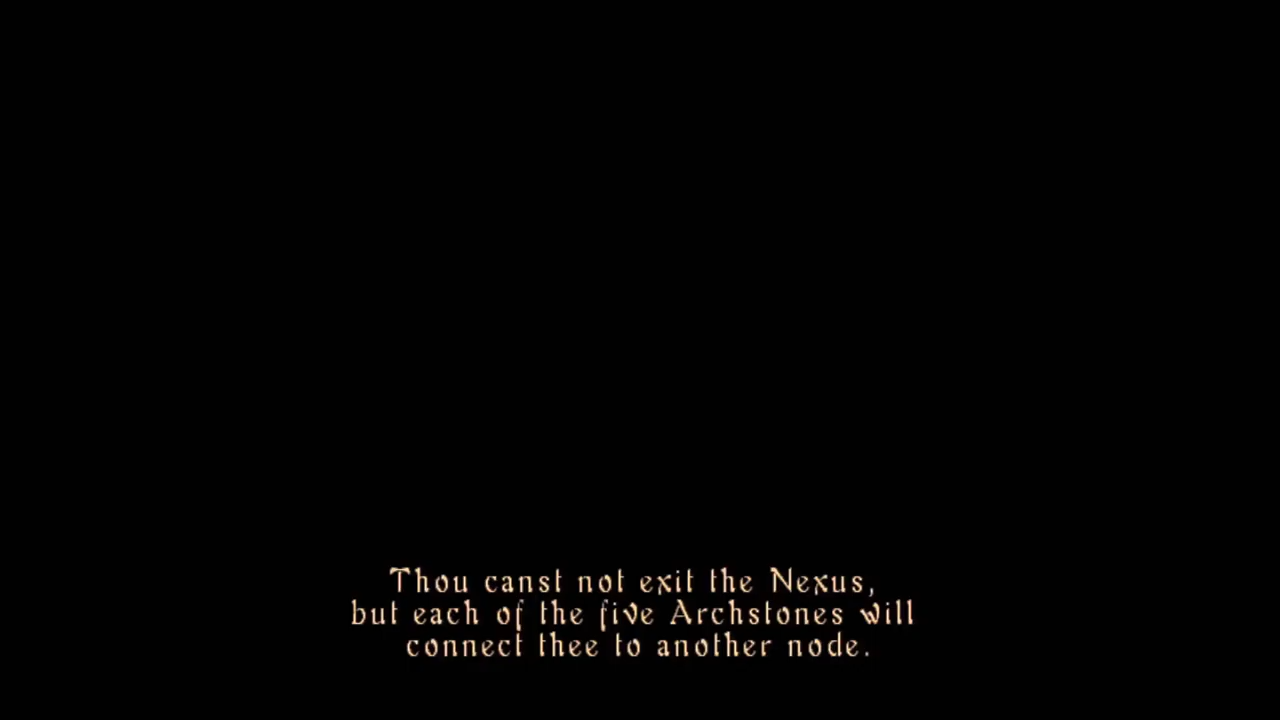 Thou canst not exit the Nexus,
but each of the five Archstones will
connect thee to another node.